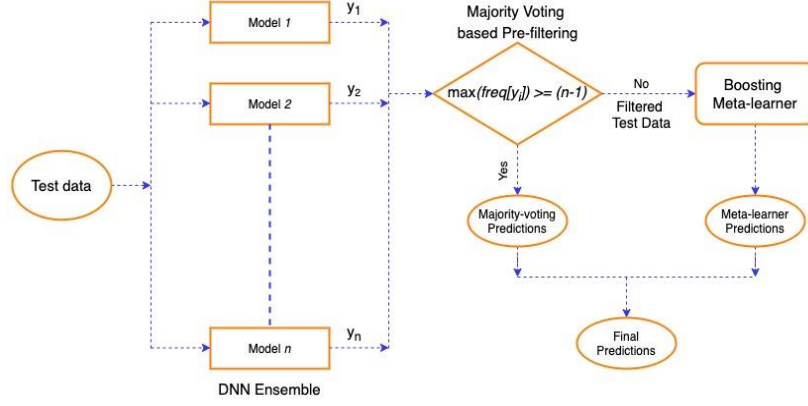 Majority Voting
based Pre-filtering
Model 1
y1
Model 2
y2
max(freq[yi]) >= (n-1)
No
Filtered
Test Data
Boosting
Meta-learner
Test data
Yes
Majority-voting
Predictions
Meta-learner
Predictions
Model n
yn
Final
Predictions
DNN Ensemble